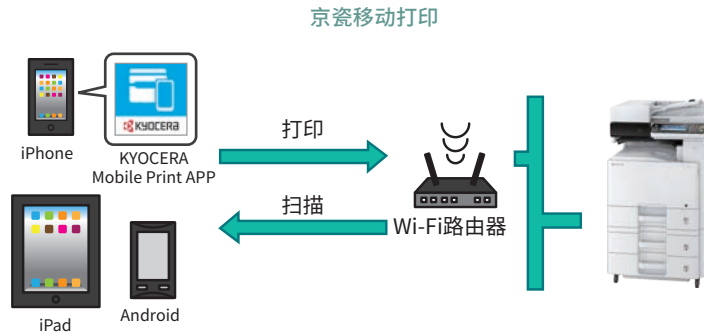 京瓷移动打印
KYOCERA
iPhone
KYOCERA
Mobile Print APP
打印
扫描
Wi-Fi路由器
iPad
Android